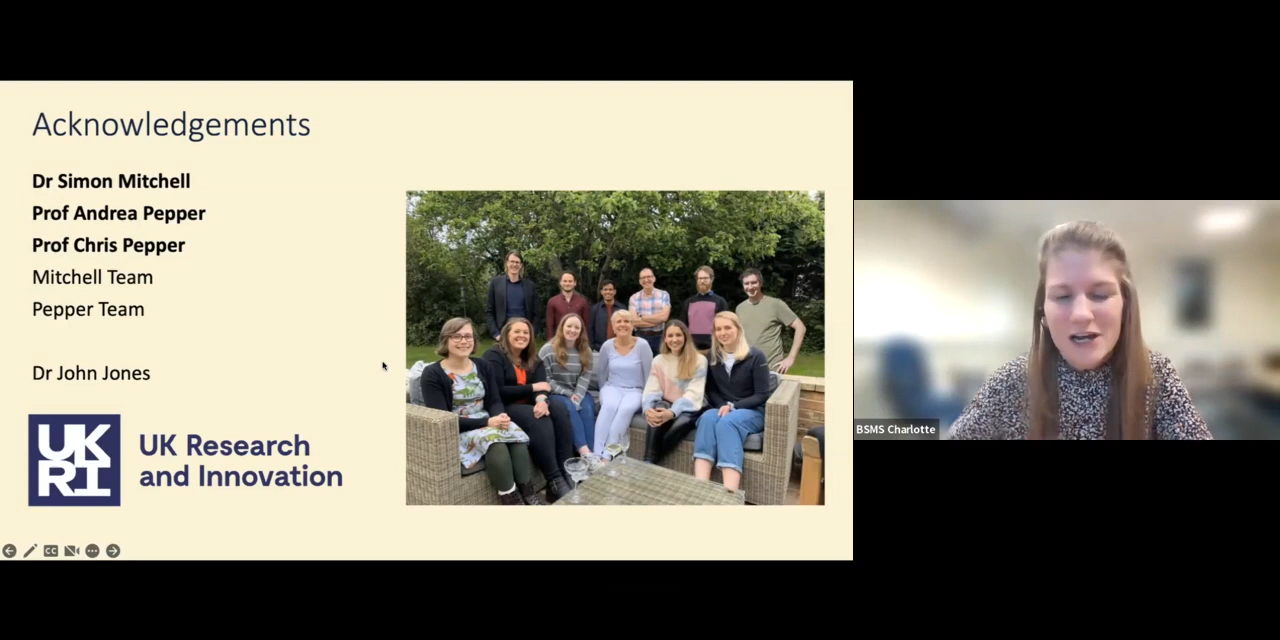 Acknowledgements
Dr Simon Mitchell
Prof Andrea Pepper
Prof Chris Pepper
Mitchell Team
Pepper Team
Dr John Jones
UK
RI
UK Research
and Innovation
CC
BSMS Charlotte